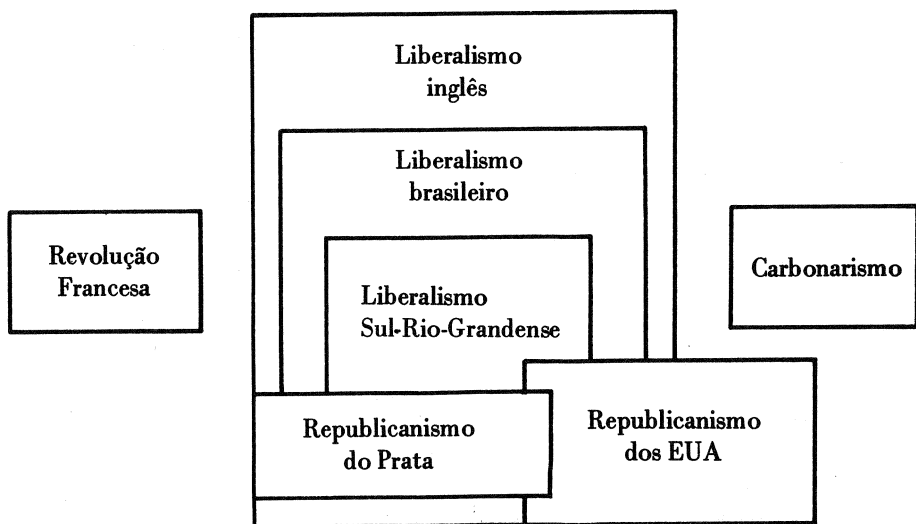 Liberalismo
inglês
Liberalismo
brasileiro
Revolução
Francesa
Carbonarismo
Liberalismo
Sul-Rio-Grandense
Republicanismo
do Prata
Republicanismo
dos EUA